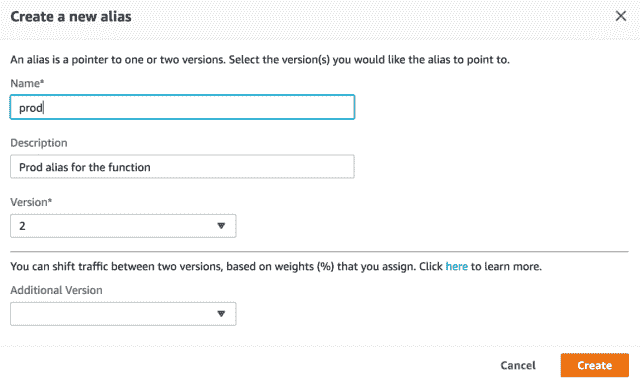 Create a new alias
An alias is a pointer to one or two versions. Select the version(s) you would like the alias to point to.
Name*
prod
Description
Prod alias for the function
Version*
2
You can shift traffic between two versions, based on weights (%) that you assign. Click here to learn more.
Additional Version
Cancel Create